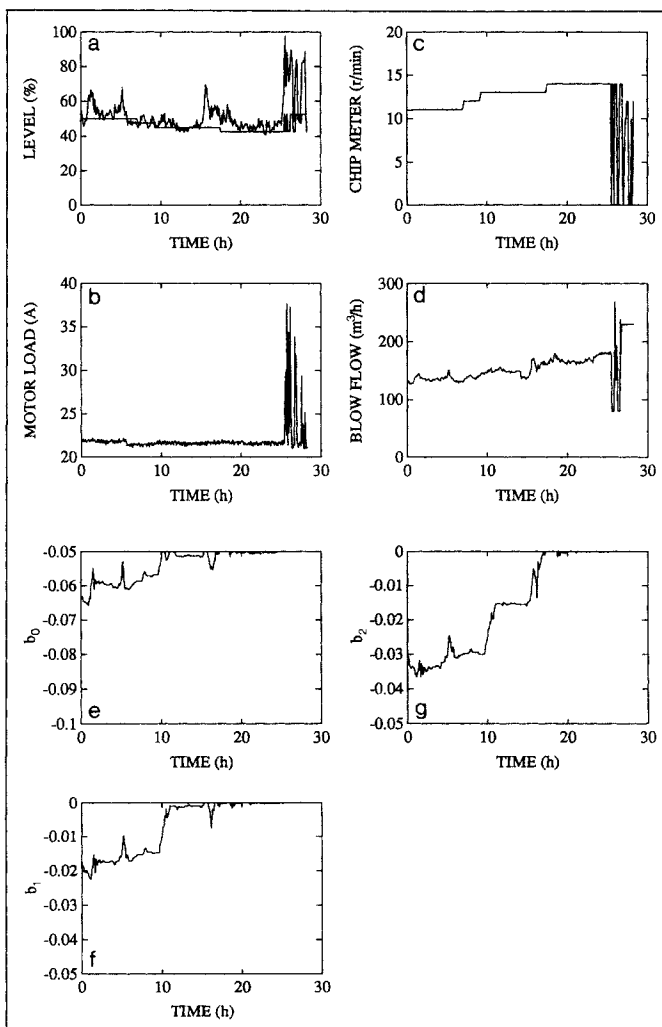 a
100
80
60
40
20
0
LEVEL (%)
0 10 20 30
TIME (h)
c
20
15
10
5
0
CHIP METER (r/min)
0 10 20 30
TIME (h)
b
40
35
30
25
20
MOTOR LOAD (A)
0 10 20 30
TIME (h)
d
300
200
100
0
BLOW FLOW (m³/h)
0 10 20 30
TIME (h)
-0.05
-0.06
-0.07
-0.08
-0.09
-0.1
b₀
e
0 10 20 30
TIME (h)
0
-0.01
-0.02
-0.03
-0.04
-0.05
b₂
g
0 10 20 30
TIME (h)
0
-0.01
-0.02
-0.03
-0.04
-0.05
b₁
f
0 10 20 30
TIME (h)